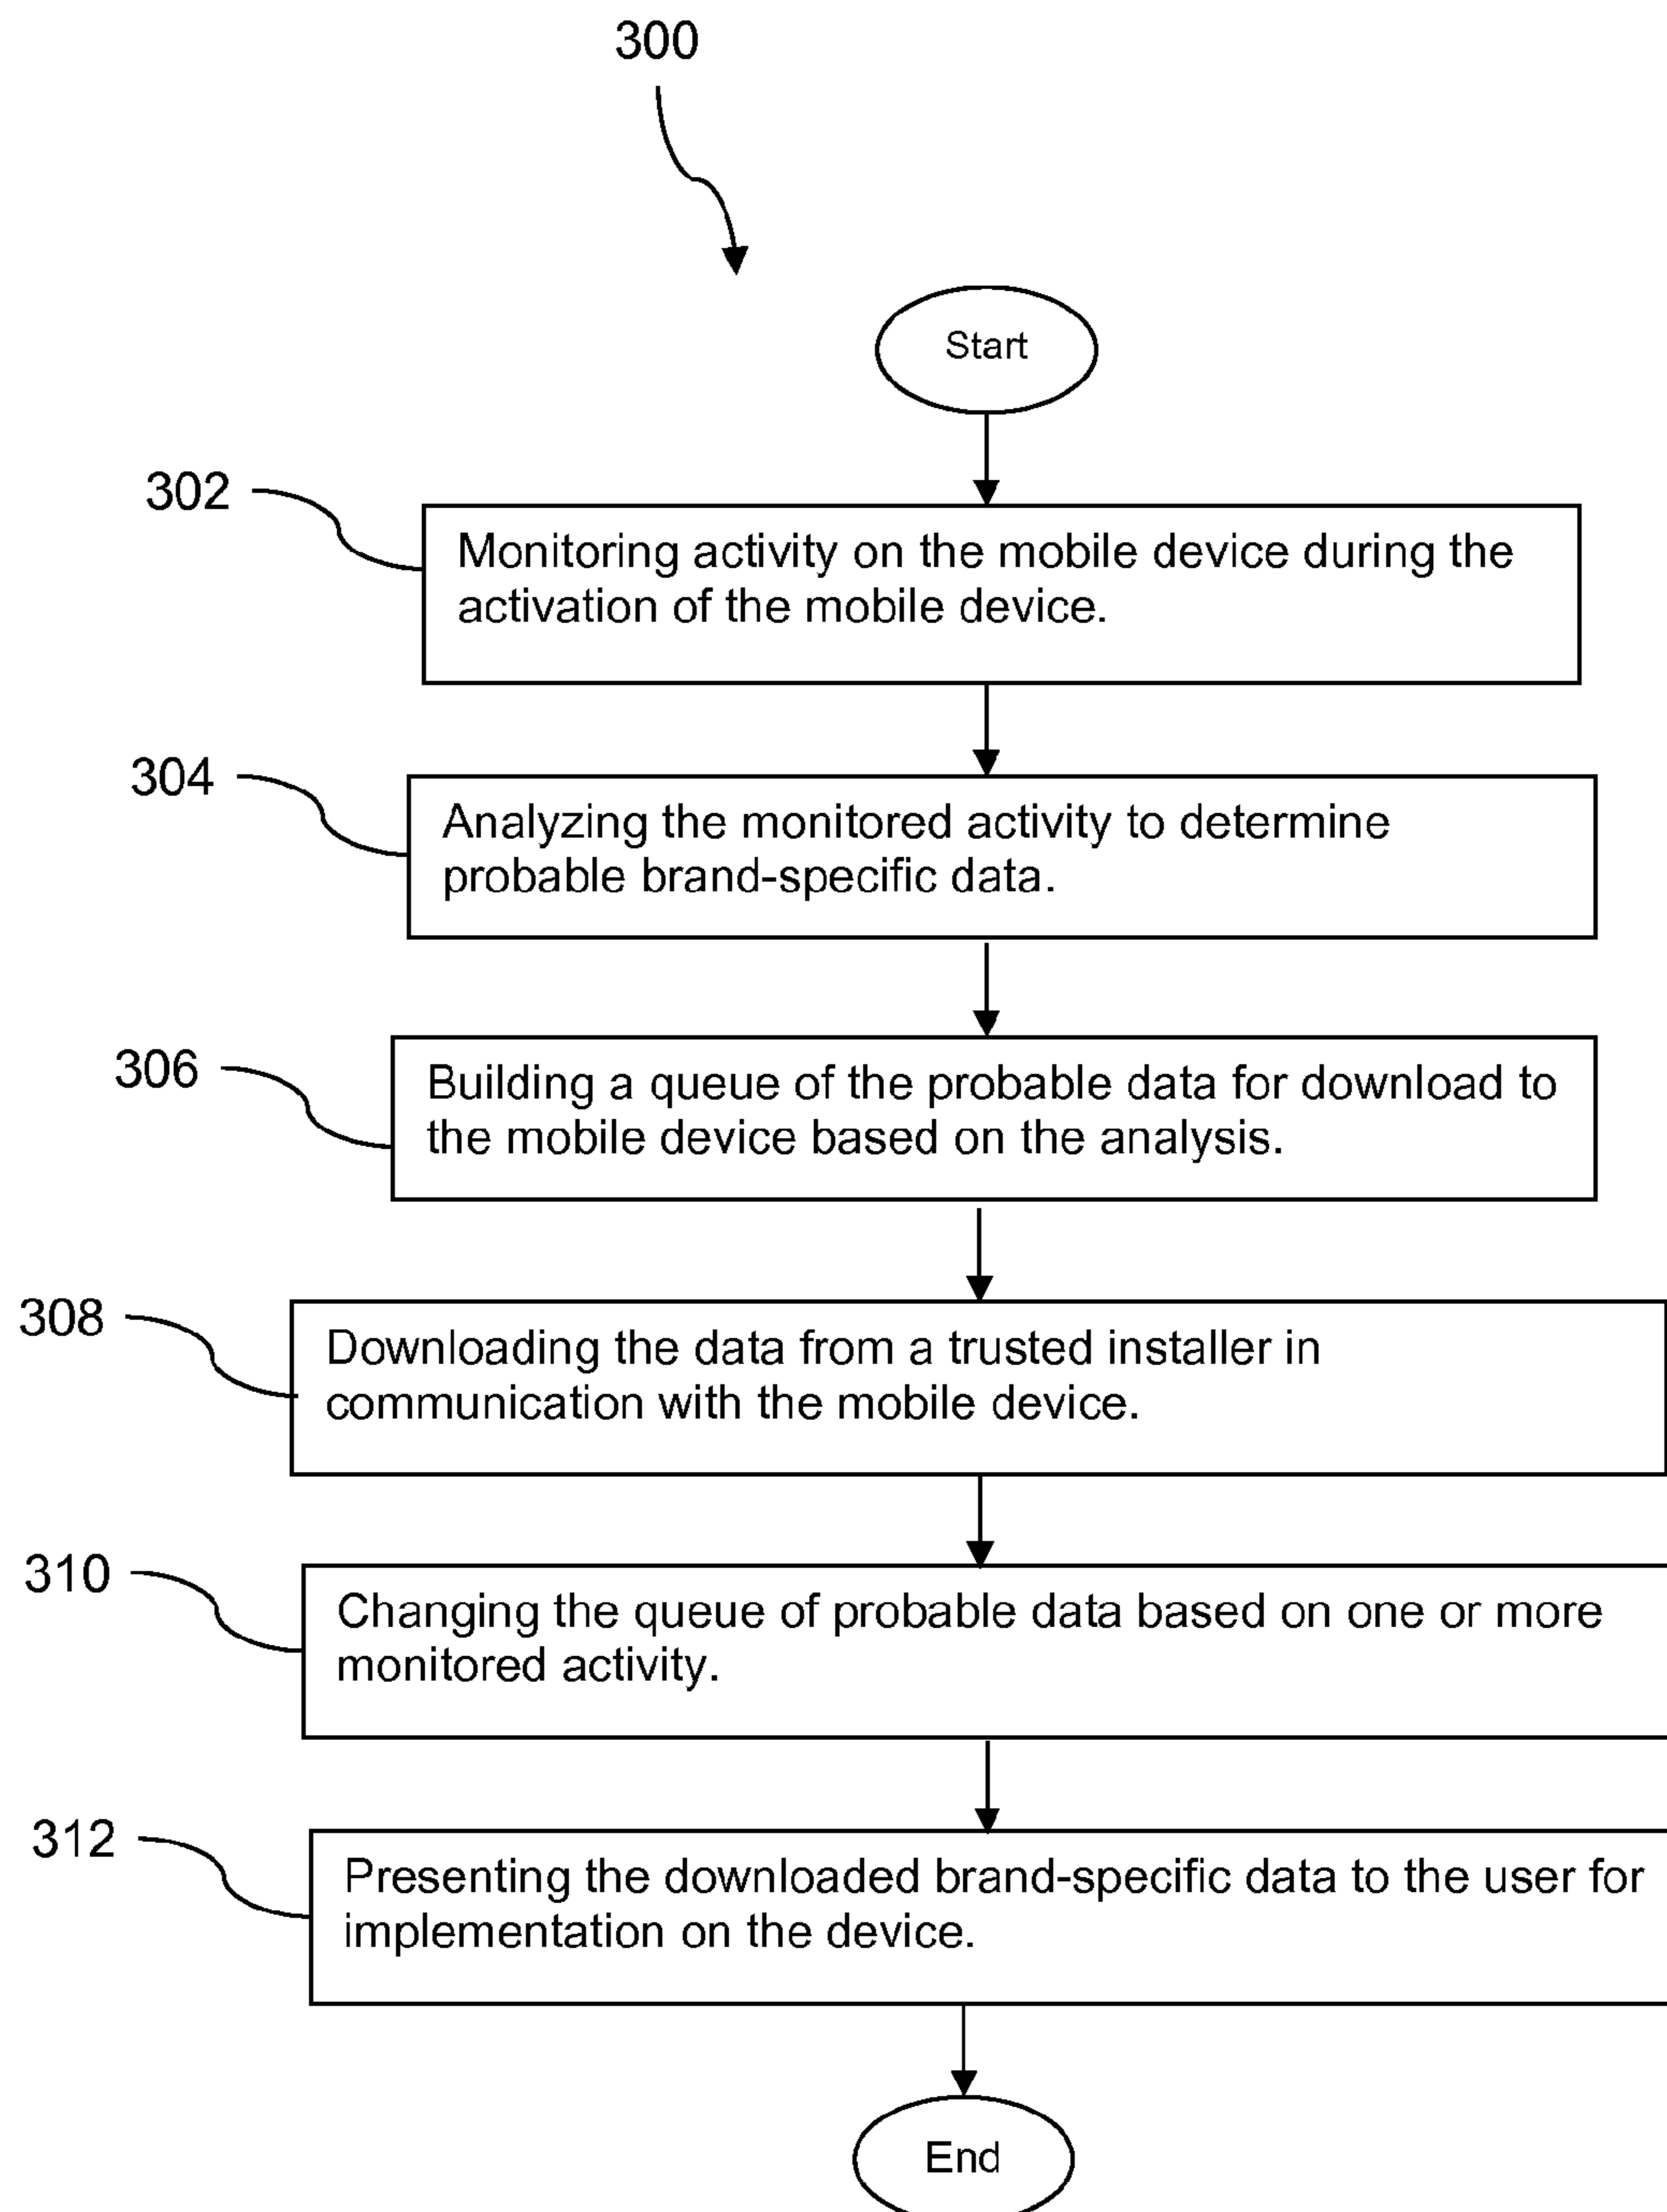 300
Start
302
Monitoring activity on the mobile device during the
activation of the mobile device.
304
Analyzing the monitored activity to determine
probable brand-specific data.
306
Building a queue of the probable data for download to
the mobile device based on the analysis.
308
Downloading the data from a trusted installer in
communication with the mobile device.
310
Changing the queue of probable data based on one or more
monitored activity.
312
Presenting the downloaded brand-specific data to the user for
implementation on the device.
End